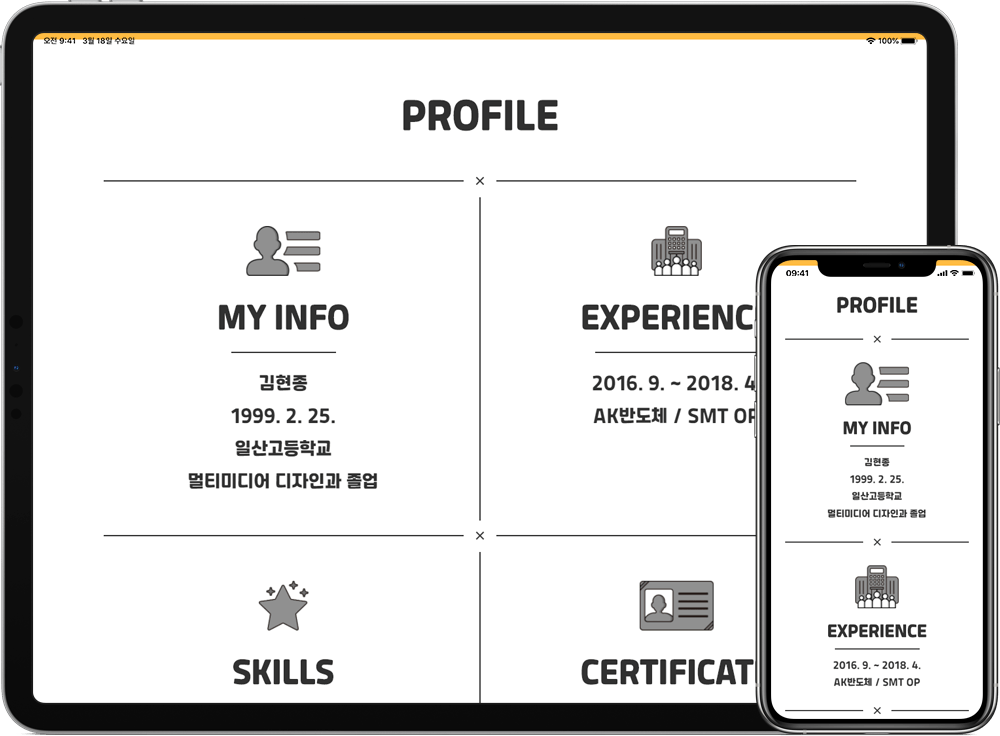 오전 9:41 3월 18일 수요일
100%
PROFILE
MY INFO
김현종
1999. 2. 25.
일산고등학교
멀티미디어 디자인과 졸업
EXPERIENC
2016. 9. ~ 2018. 4
AK반도체 / SMT OP
SKILLS
CERTIFICAT
09:41
PROFILE
MY INFO
김현종
1999. 2. 25.
일산고등학교
멀티미디어 디자인과 졸업
EXPERIENCE
2016. 9. ~ 2018. 4.
AK반도체 / SMT OP